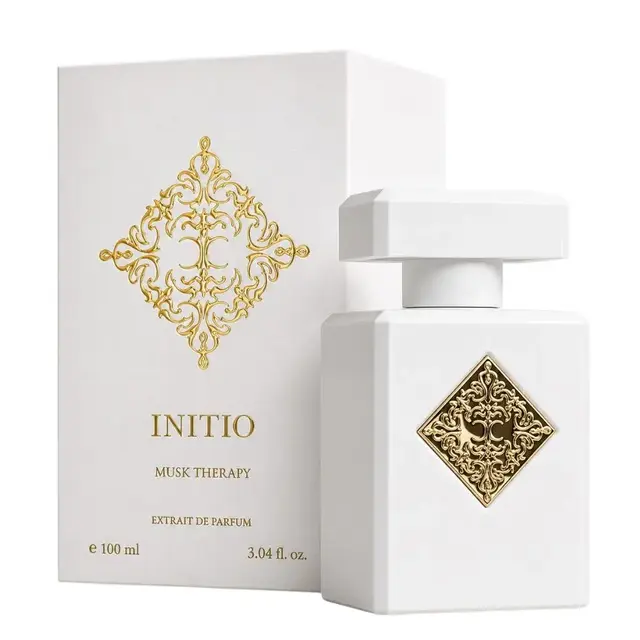 INITIO
MUSK THERAPY
EXTRAIT DE PARFUM
e 100 ml 3.04 fl. oz.